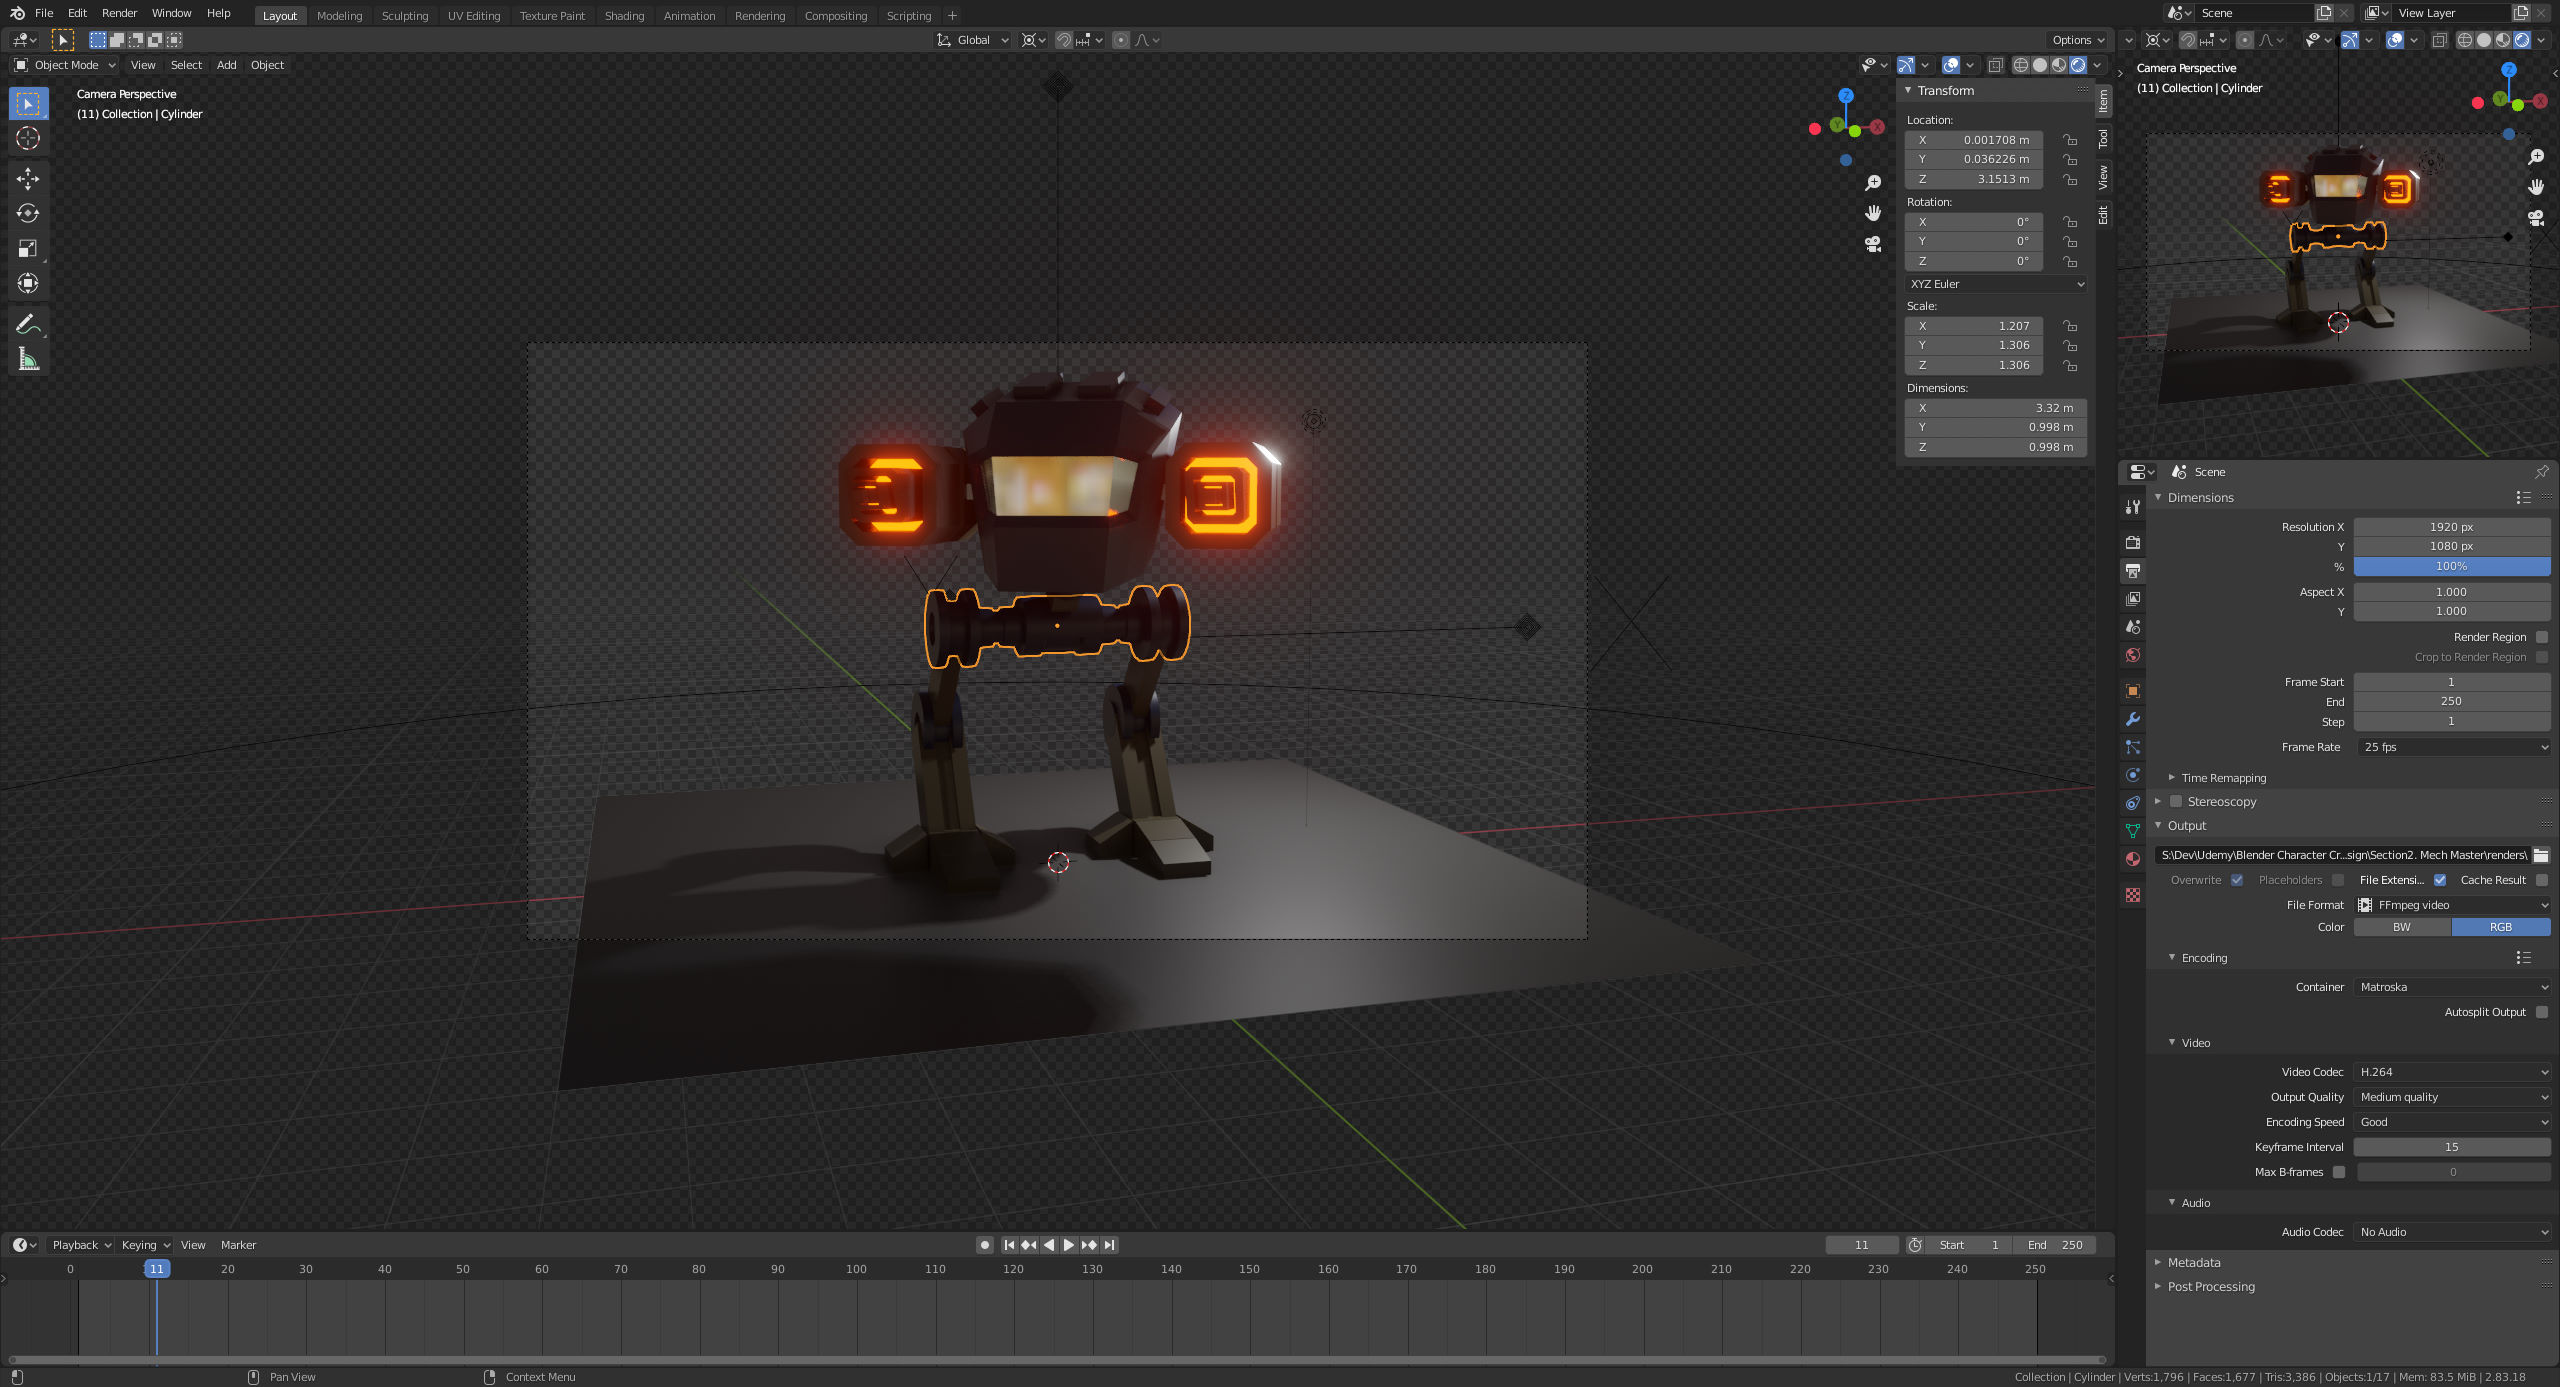 File Edit Render Window Help Layout Modeling Sculpting UV Editing Texture Paint Shading Animation Rendering Compositing Scripting + Scene View Layer
Global Options
Object Mode View Select Add Object
Camera Perspective
(11) Collection | Cylinder
Transform
Location:
X 0.001708 m
Y 0.036226 m
Z 3.1513 m
Rotation:
X 0°
Y 0°
Z 0°
XYZ Euler
Scale:
X 1.207
Y 1.306
Z 1.306
Dimensions:
X 3.32 m
Y 0.998 m
Z 0.998 m
Item
Tool
View
Edit
Z
Y
X
Camera Perspective
(11) Collection | Cylinder
Z
Y
X
Scene
Dimensions
Resolution X 1920 px
Y 1080 px
% 100%
Aspect X 1.000
Y 1.000
Render Region
Crop to Render Region
Frame Start 1
End 250
Step 1
Frame Rate 25 fps
Time Remapping
Stereoscopy
Output
S:\Dev\Udemy\Blender Character Cr...sign\Section2. Mech Master\renders\
Overwrite Placeholders File Extensi... Cache Result
File Format FFmpeg video
Color BW RGB
Encoding
Container Matroska
Autosplit Output
Video
Video Codec H.264
Output Quality Medium quality
Encoding Speed Good
Keyframe Interval 15
Max B-frames 0
Audio
Audio Codec No Audio
Metadata
Post Processing
Playback Keying View Marker 11 Start 1 End 250
0 11 20 30 40 50 60 70 80 90 100 110 120 130 140 150 160 170 180 190 200 210 220 230 240 250
Pan View Context Menu Collection | Cylinder | Verts:1,796 | Faces:1,677 | Tris:3,386 | Objects:1/17 | Mem: 83.5 MiB | 2.83.18